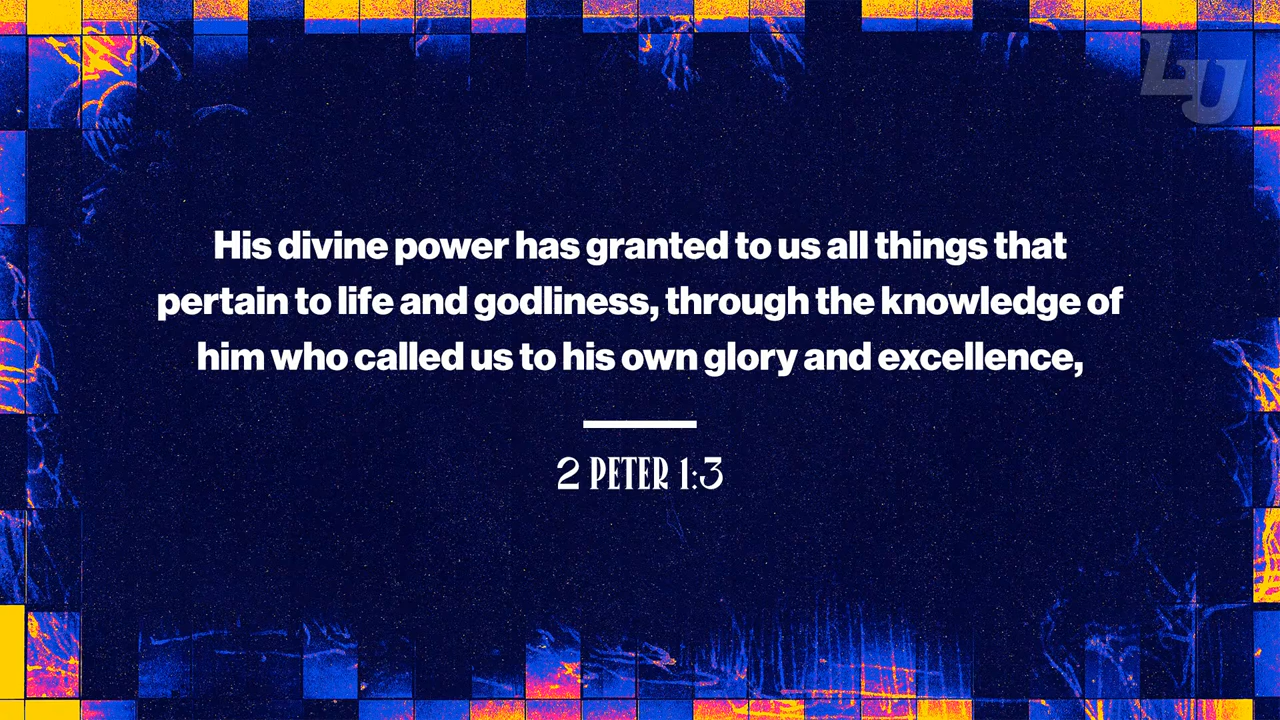 LU
His divine power has granted to us all things that
pertain to life and godliness, through the knowledge of
him who called us to his own glory and excellence,
2 PETER 1:3